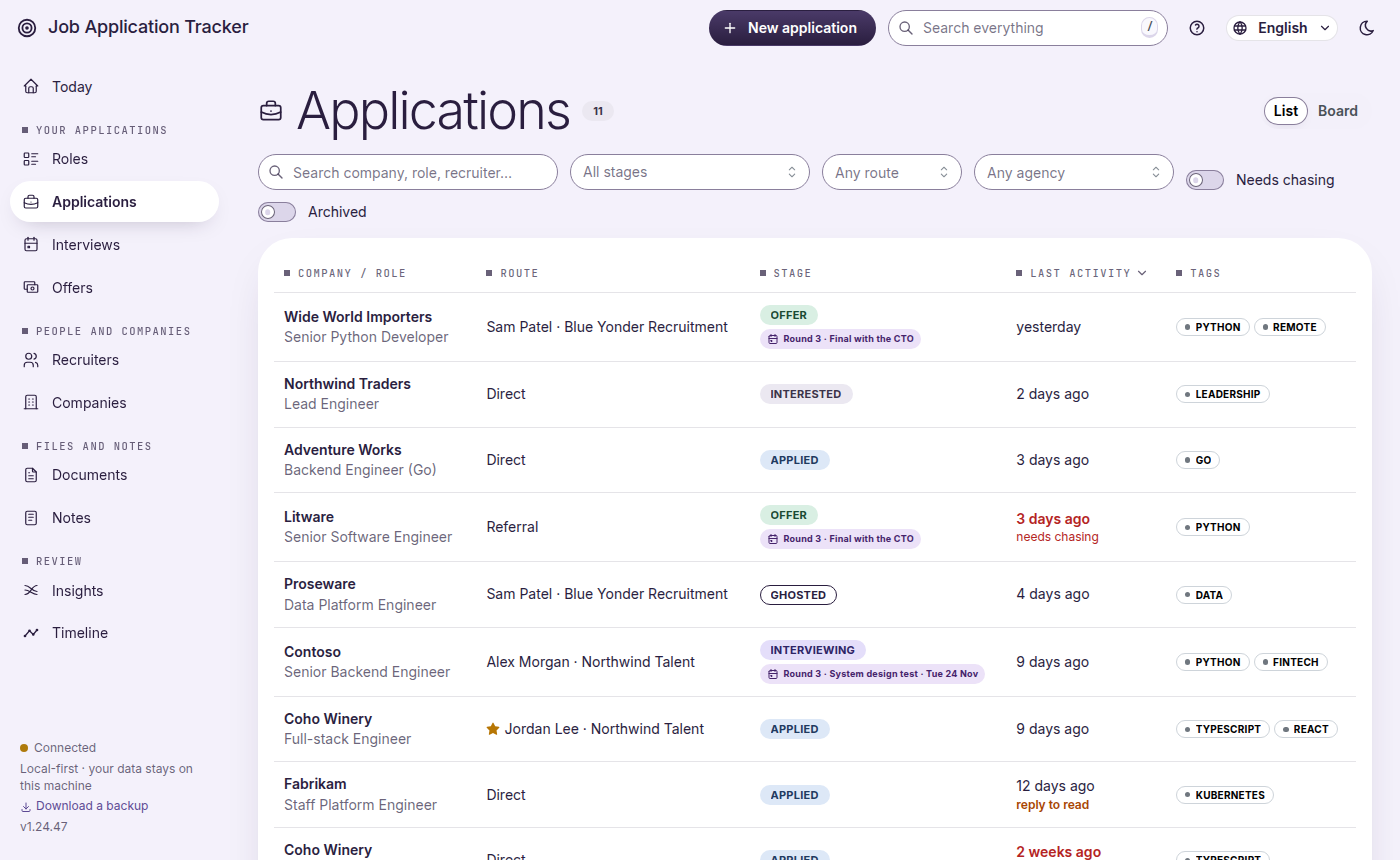 Job Application Tracker
New application
Search everything
/
English
Today
YOUR APPLICATIONS
Roles
Applications
Interviews
Offers
PEOPLE AND COMPANIES
Recruiters
Companies
FILES AND NOTES
Documents
Notes
REVIEW
Insights
Timeline
Connected
Local-first · your data stays on
this machine
Download a backup
v1.24.47
Applications 11
List Board
Search company, role, recruiter...
All stages
Any route
Any agency
Needs chasing
Archived
COMPANY / ROLE ROUTE STAGE LAST ACTIVITY TAGS
Wide World Importers
Senior Python Developer
Sam Patel · Blue Yonder Recruitment
OFFER
Round 3 · Final with the CTO
yesterday
PYTHON REMOTE
Northwind Traders
Lead Engineer
Direct
INTERESTED
2 days ago
LEADERSHIP
Adventure Works
Backend Engineer (Go)
Direct
APPLIED
3 days ago
GO
Litware
Senior Software Engineer
Referral
OFFER
Round 3 · Final with the CTO
3 days ago
needs chasing
PYTHON
Proseware
Data Platform Engineer
Sam Patel · Blue Yonder Recruitment
GHOSTED
4 days ago
DATA
Contoso
Senior Backend Engineer
Alex Morgan · Northwind Talent
INTERVIEWING
Round 3 · System design test · Tue 24 Nov
9 days ago
PYTHON FINTECH
Coho Winery
Full-stack Engineer
Jordan Lee · Northwind Talent
APPLIED
9 days ago
TYPESCRIPT REACT
Fabrikam
Staff Platform Engineer
Direct
APPLIED
12 days ago
reply to read
KUBERNETES
Coho Winery
Direct
APPLIED
2 weeks ago
TYPESCRIPT